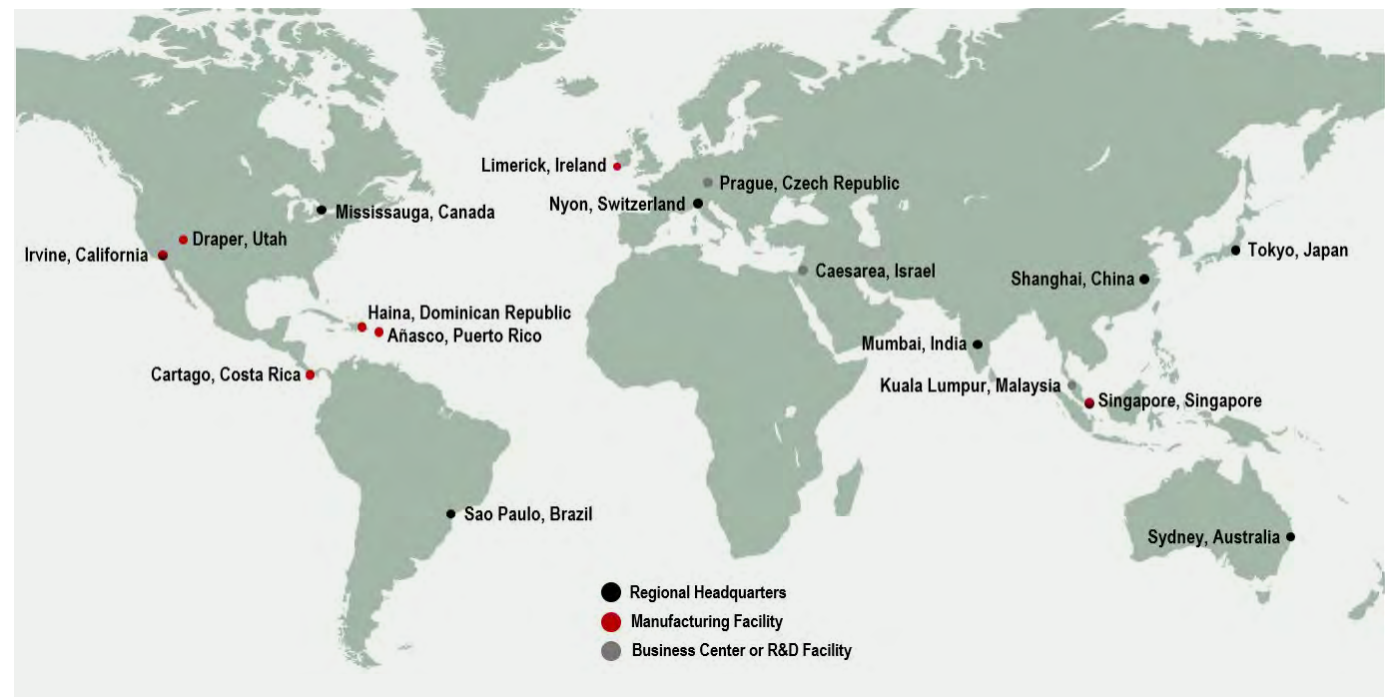 Limerick, Ireland
Prague, Czech Republic
Nyon, Switzerland
Mississauga, Canada
Draper, Utah
Irvine, California
Tokyo, Japan
Caesarea, Israel
Shanghai, China
Haina, Dominican Republic
Añasco, Puerto Rico
Mumbai, India
Cartago, Costa Rica
Kuala Lumpur, Malaysia
Singapore, Singapore
Sao Paulo, Brazil
Sydney, Australia
Regional Headquarters
Manufacturing Facility
Business Center or R&D Facility